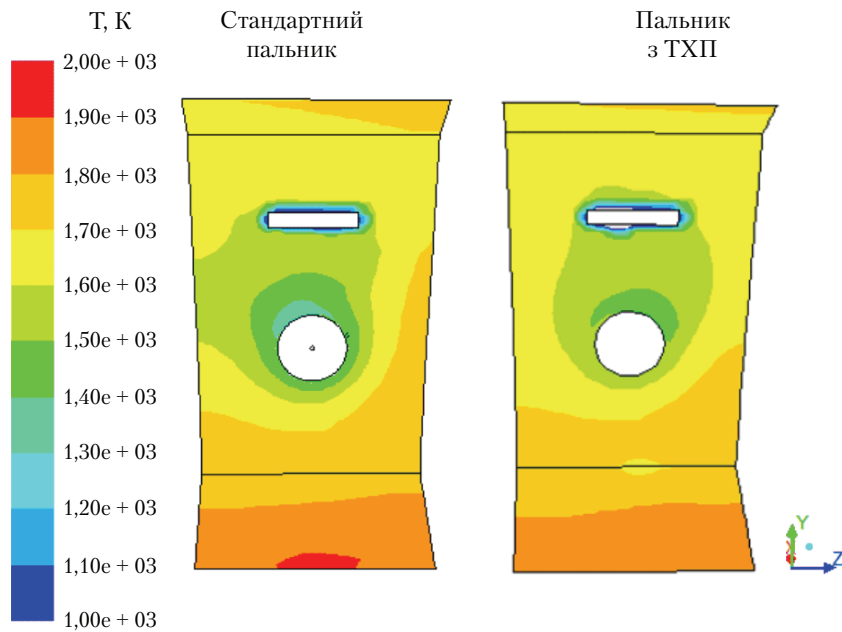 T, K
Стандартний
пальник
Пальник
з ТХП
2,00e + 03
1,90e + 03
1,80e + 03
1,70e + 03
1,60e + 03
1,50e + 03
1,40e + 03
1,30e + 03
1,20e + 03
1,10e + 03
1,00e + 03
Y
X
Z